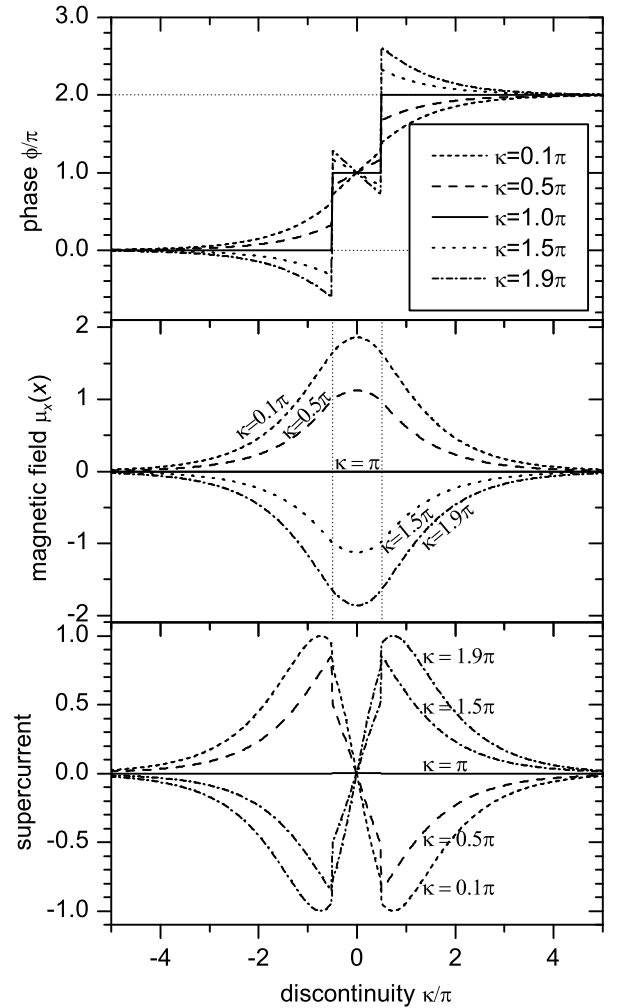 3.0
2.0
1.0
0.0
phase ϕ/π
κ=0.1π
κ=0.5π
κ=1.0π
κ=1.5π
κ=1.9π
2
1
0
-1
-2
magnetic field μₓ(x)
κ=0.1π
κ=0.5π
κ = π
κ=1.5π
κ=1.9π
1.0
0.5
0.0
-0.5
-1.0
supercurrent
κ = 1.9π
κ = 1.5π
κ = π
κ = 0.5π
κ = 0.1π
-4 -2 0 2 4
discontinuity κ/π